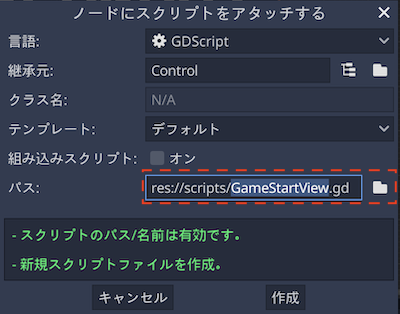 ノードにスクリプトをアタッチする
言語: GDScript
継承元: Control
クラス名: N/A
テンプレート: デフォルト
組み込みスクリプト: オン
パス: res://scripts/GameStartView.gd
- スクリプトのパス/名前は有効です。
- 新規スクリプトファイルを作成。
キャンセル 作成